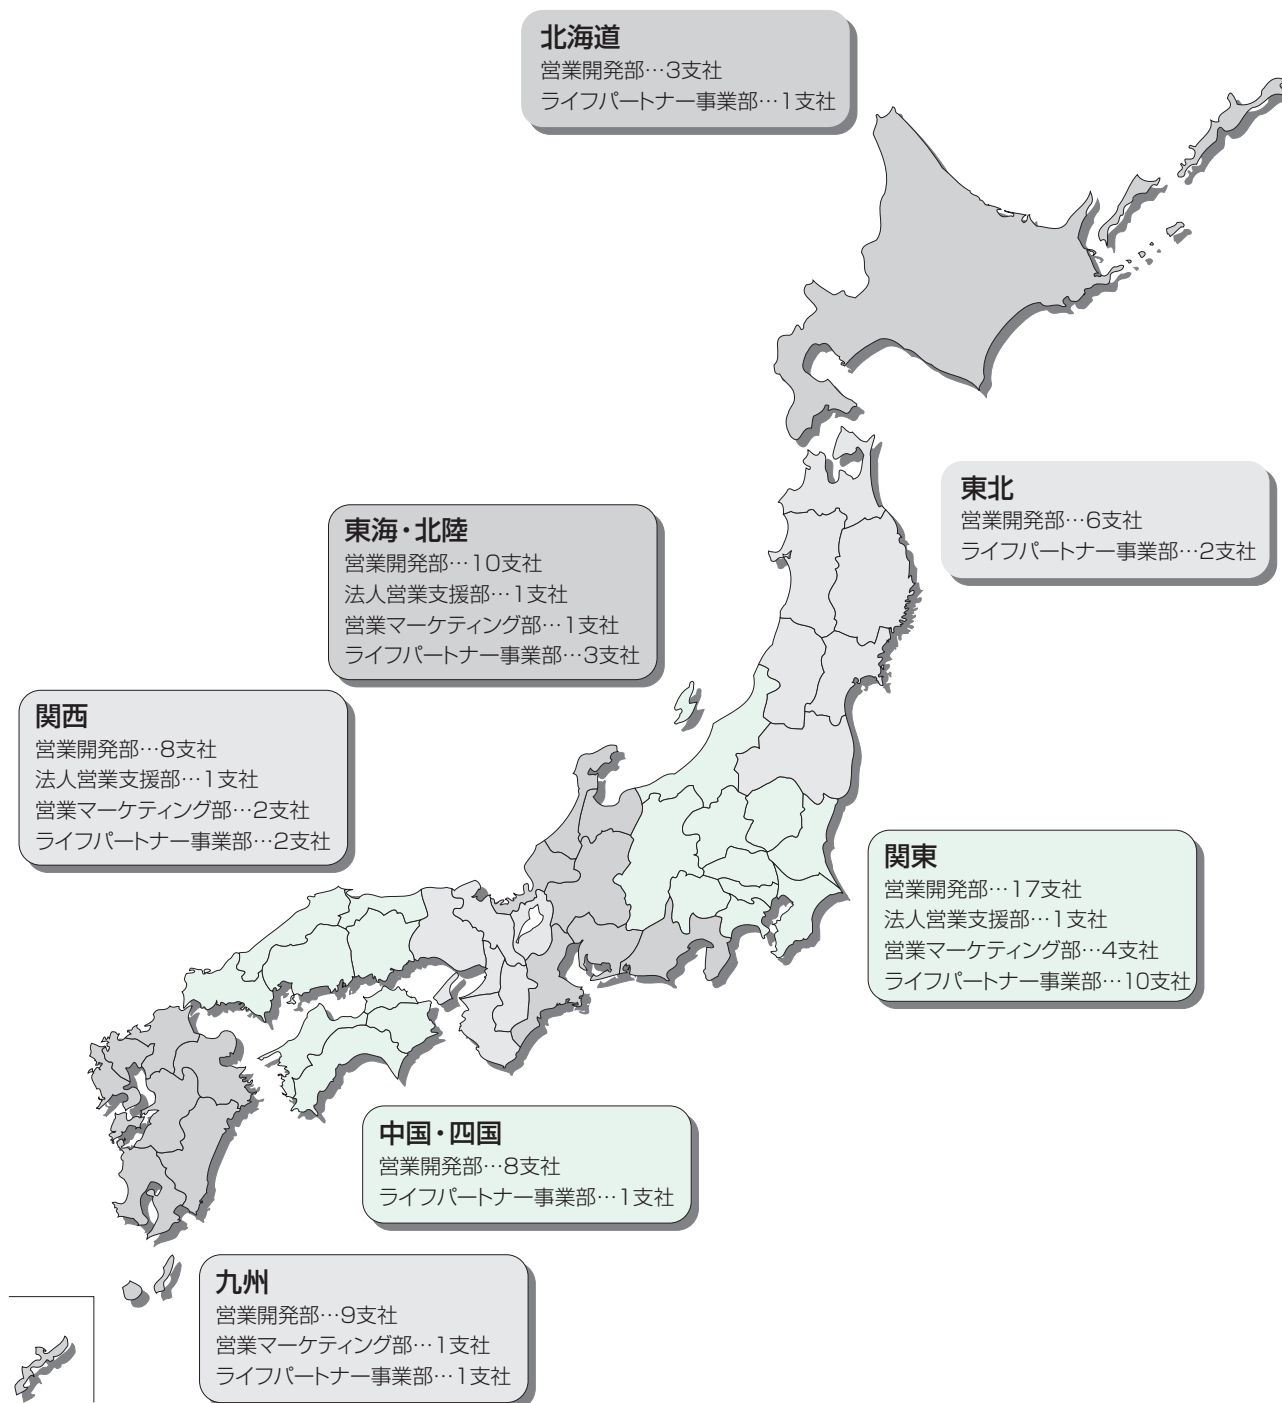 北海道
営業開発部…3支社
ライフパートナー事業部…1支社
東北
営業開発部…6支社
ライフパートナー事業部…2支社
東海・北陸
営業開発部…10支社
法人営業支援部…1支社
営業マーケティング部…1支社
ライフパートナー事業部…3支社
関西
営業開発部…8支社
法人営業支援部…1支社
営業マーケティング部…2支社
ライフパートナー事業部…2支社
関東
営業開発部…17支社
法人営業支援部…1支社
営業マーケティング部…4支社
ライフパートナー事業部…10支社
中国・四国
営業開発部…8支社
ライフパートナー事業部…1支社
九州
営業開発部…9支社
営業マーケティング部…1支社
ライフパートナー事業部…1支社